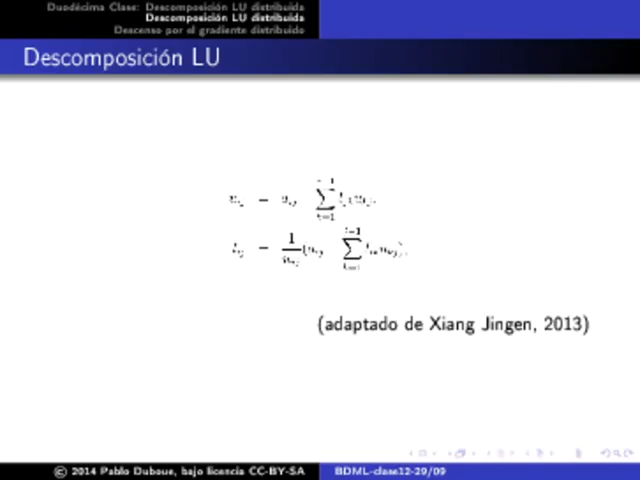 Duodécima Clase: Descomposición LU distribuida
Descomposición LU distribuida
Descenso por el gradiente distribuido
Descomposición LU
(adaptado de Xiang Jingen, 2013)
© 2014 Pablo Duboue, bajo licencia CC-BY-SA
BDML-clase12-29/09